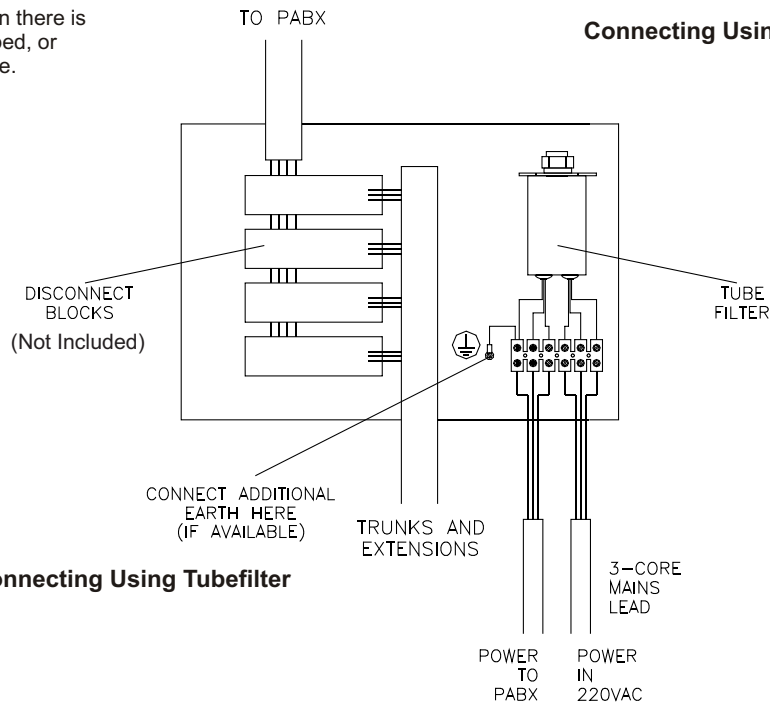 n there is
ped, or
e.
TO PABX
Connecting Usin
DISCONNECT
BLOCKS
(Not Included)
TUBE
FILTER
CONNECT ADDITIONAL
EARTH HERE
(IF AVAILABLE)
TRUNKS AND
EXTENSIONS
onnecting Using Tubefilter
3-CORE
MAINS
LEAD
POWER
TO
PABX
POWER
IN
220VAC